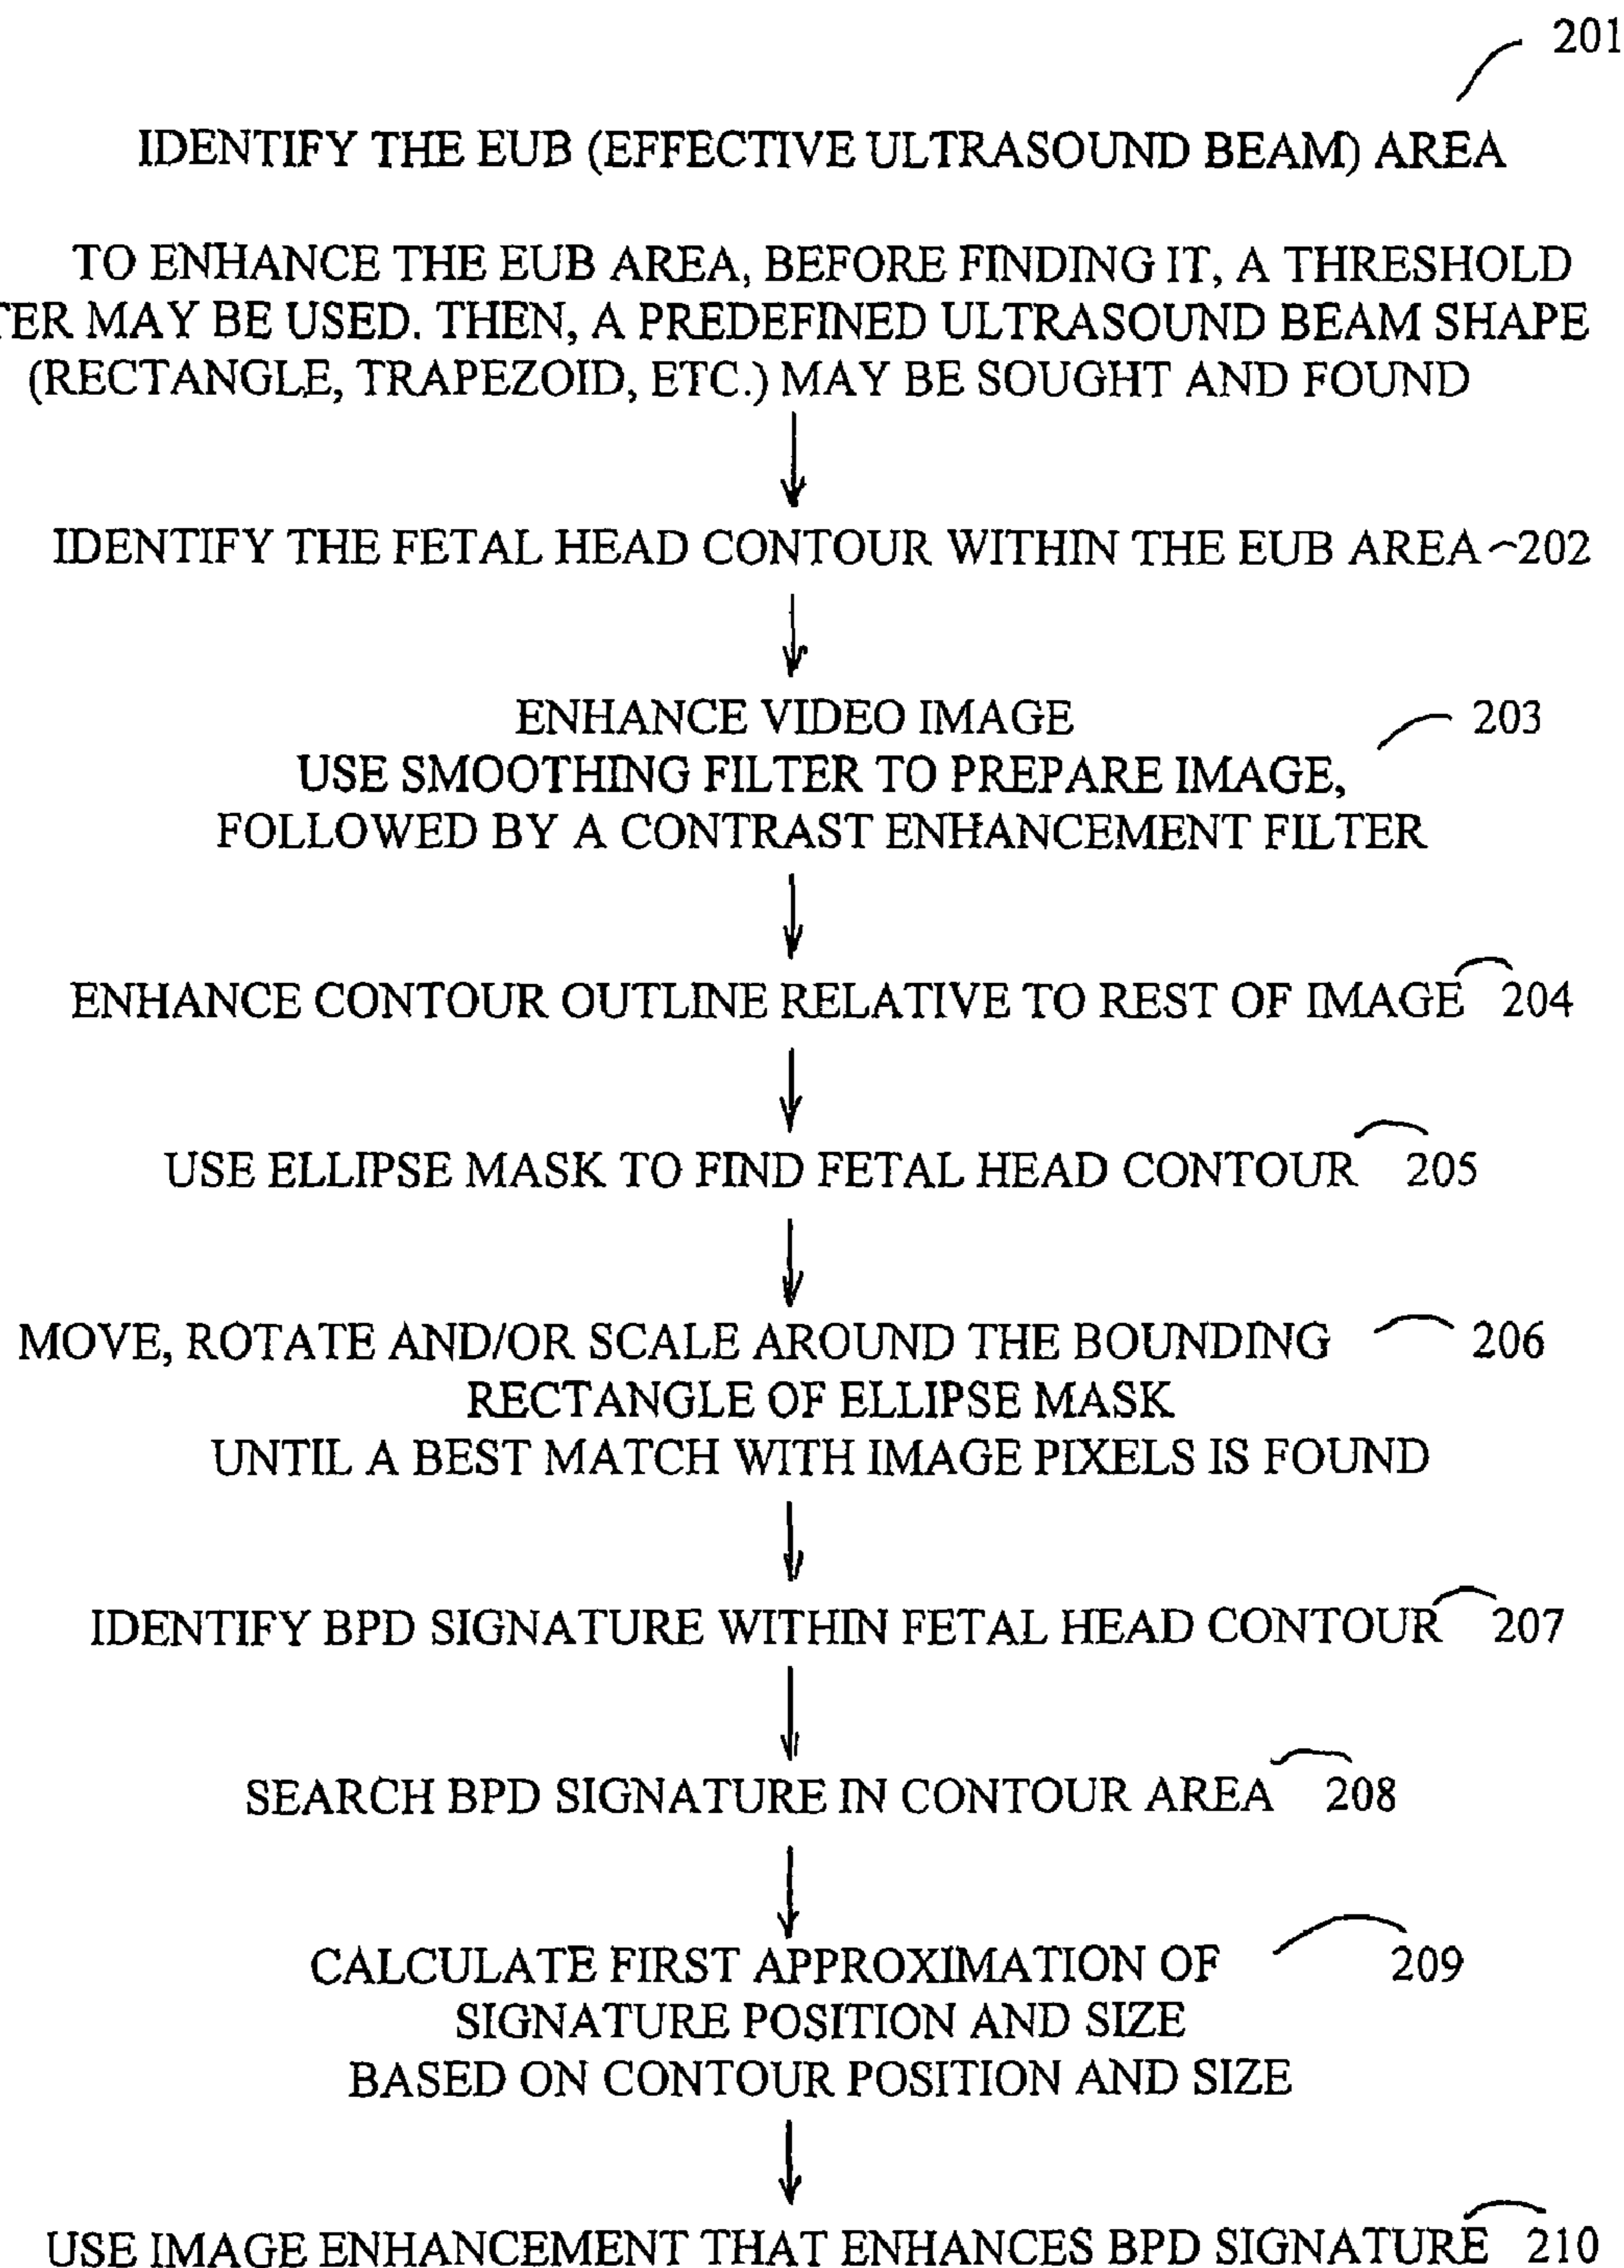 201
IDENTIFY THE EUB (EFFECTIVE ULTRASOUND BEAM) AREA
TO ENHANCE THE EUB AREA, BEFORE FINDING IT, A THRESHOLD
MAY BE USED. THEN, A PREDEFINED ULTRASOUND BEAM SHAPE
(RECTANGLE, TRAPEZOID, ETC.) MAY BE SOUGHT AND FOUND
IDENTIFY THE FETAL HEAD CONTOUR WITHIN THE EUB AREA 202
ENHANCE VIDEO IMAGE 203
USE SMOOTHING FILTER TO PREPARE IMAGE,
FOLLOWED BY A CONTRAST ENHANCEMENT FILTER
ENHANCE CONTOUR OUTLINE RELATIVE TO REST OF IMAGE 204
USE ELLIPSE MASK TO FIND FETAL HEAD CONTOUR 205
MOVE, ROTATE AND/OR SCALE AROUND THE BOUNDING 206
RECTANGLE OF ELLIPSE MASK
UNTIL A BEST MATCH WITH IMAGE PIXELS IS FOUND
IDENTIFY BPD SIGNATURE WITHIN FETAL HEAD CONTOUR 207
SEARCH BPD SIGNATURE IN CONTOUR AREA 208
CALCULATE FIRST APPROXIMATION OF 209
SIGNATURE POSITION AND SIZE
BASED ON CONTOUR POSITION AND SIZE
USE IMAGE ENHANCEMENT THAT ENHANCES BPD SIGNATURE 210